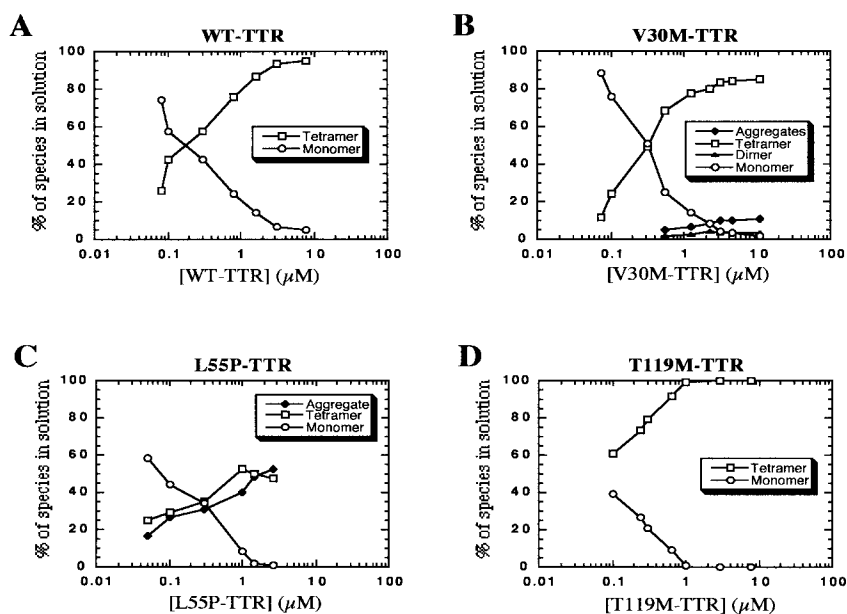 A
WT-TTR
% of species in solution
100
80
60
40
20
0
Tetramer
Monomer
0.01 0.1 1 10 100
[WT-TTR] (µM)
B
V30M-TTR
% of species in solution
100
80
60
40
20
0
Aggregates
Tetramer
Dimer
Monomer
0.01 0.1 1 10 100
[V30M-TTR] (µM)
C
L55P-TTR
% of species in solution
100
80
60
40
20
0
Aggregate
Tetramer
Monomer
0.01 0.1 1 10 100
[L55P-TTR] (µM)
D
T119M-TTR
% of species in solution
100
80
60
40
20
0
Tetramer
Monomer
0.01 0.1 1 10 100
[T119M-TTR] (µM)